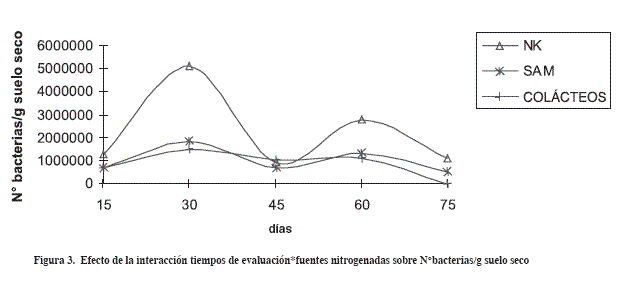 N° bacterias/g suelo seco
6000000
5000000
4000000
3000000
2000000
1000000
0
15 30 45 60 75
días
NK
SAM
COLÁCTEOS
Figura 3. Efecto de la interacción tiempos de evaluación*fuentes nitrogenadas sobre N°bacterias/g suelo seco